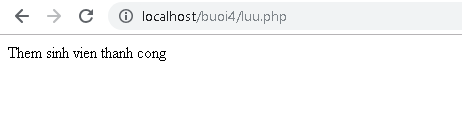 localhost/buoi4/luu.php
Them sinh vien thanh cong